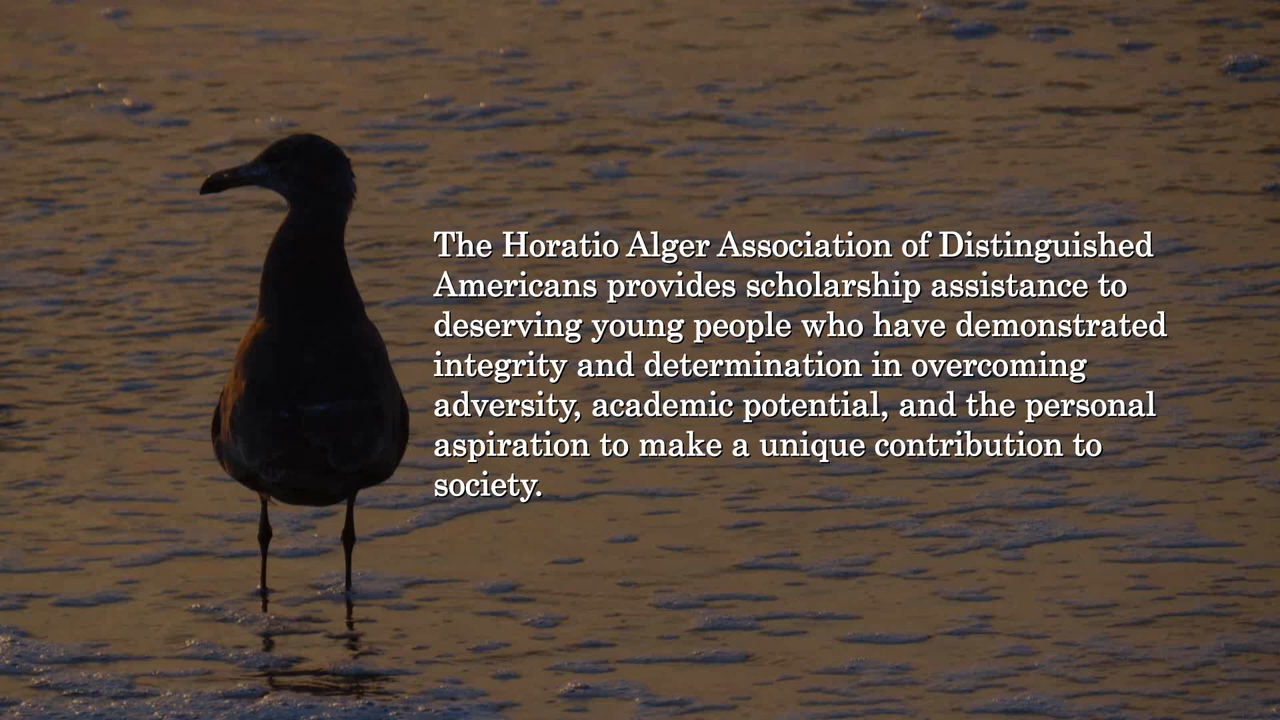 The Horatio Alger Association of Distinguished
Americans provides scholarship assistance to
deserving young people who have demonstrated
integrity and determination in overcoming
adversity, academic potential, and the personal
aspiration to make a unique contribution to
society.